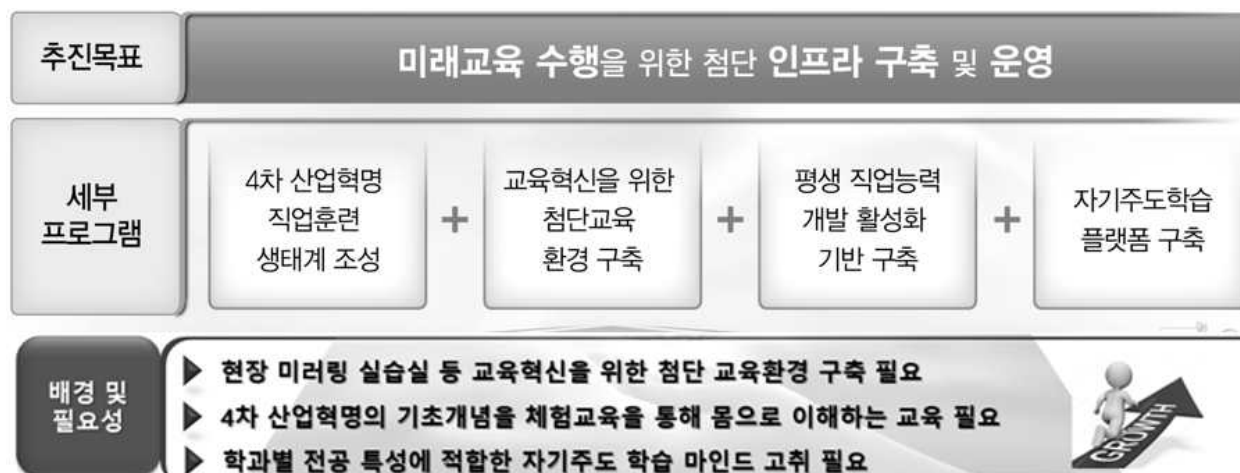 추진목표
미래교육 수행을 위한 첨단 인프라 구축 및 운영
세부
프로그램
4차 산업혁명
직업훈련
생태계 조성
+
교육혁신을 위한
첨단교육
환경 구축
+
평생 직업능력
개발 활성화
기반 구축
+
자기주도학습
플랫폼 구축
배경 및
필요성
현장 미러링 실습실 등 교육혁신을 위한 첨단 교육환경 구축 필요
4차 산업혁명의 기초개념을 체험교육을 통해 몸으로 이해하는 교육 필요
학과별 전공 특성에 적합한 자기주도 학습 마인드 고취 필요
GROWTH